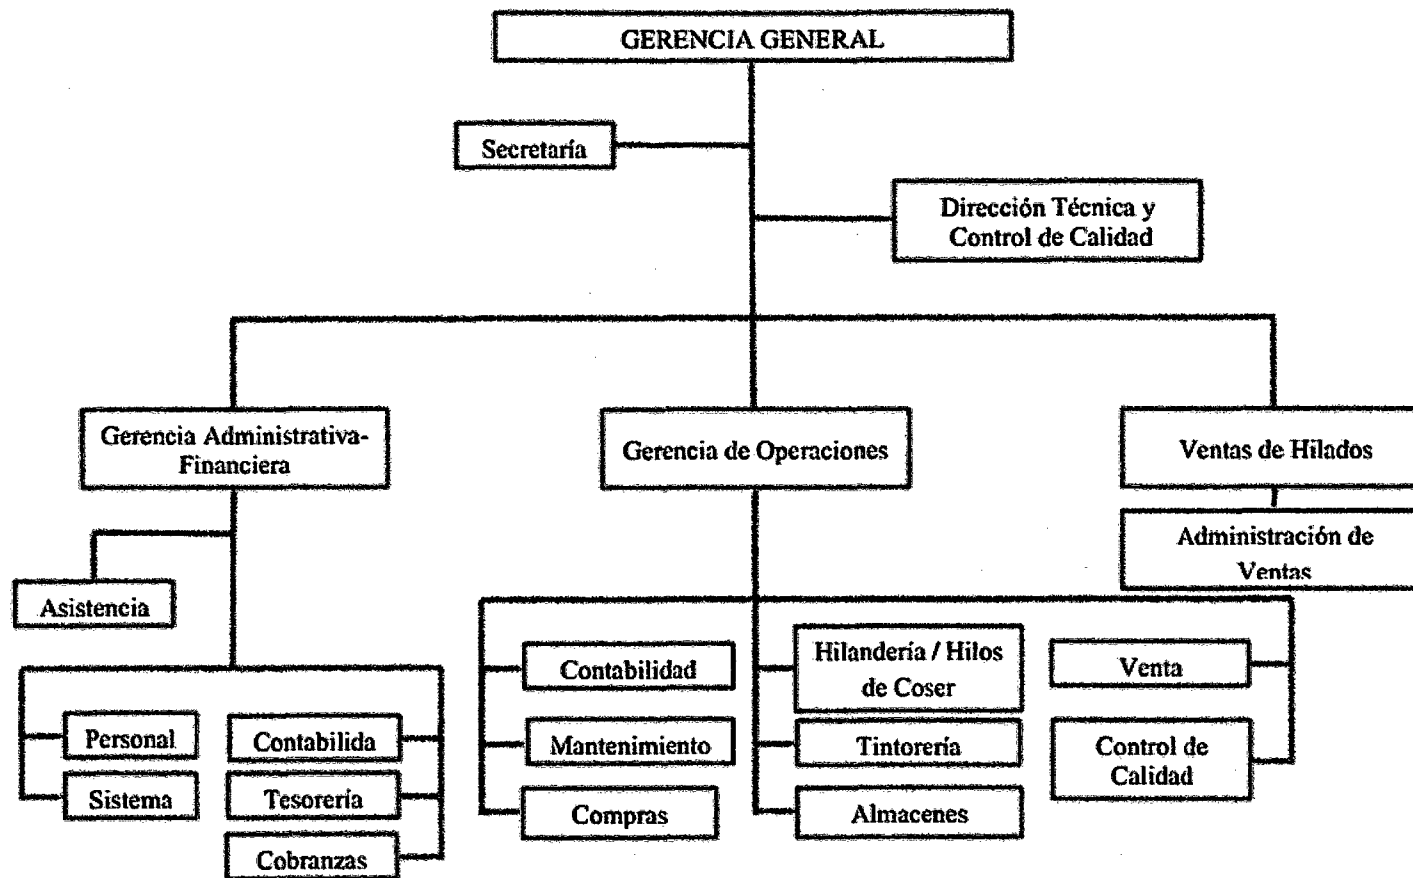 GERENCIA GENERAL
Secretaría
Dirección Técnica y
Control de Calidad
Gerencia Administrativa-
Financiera
Gerencia de Operaciones
Ventas de Hilados
Administración de
Ventas
Asistencia
Personal
Sistema
Contabilida
Tesorería
Cobranzas
Contabilidad
Mantenimiento
Compras
Hilandería / Hilos
de Coser
Tintorería
Almacenes
Venta
Control de
Calidad